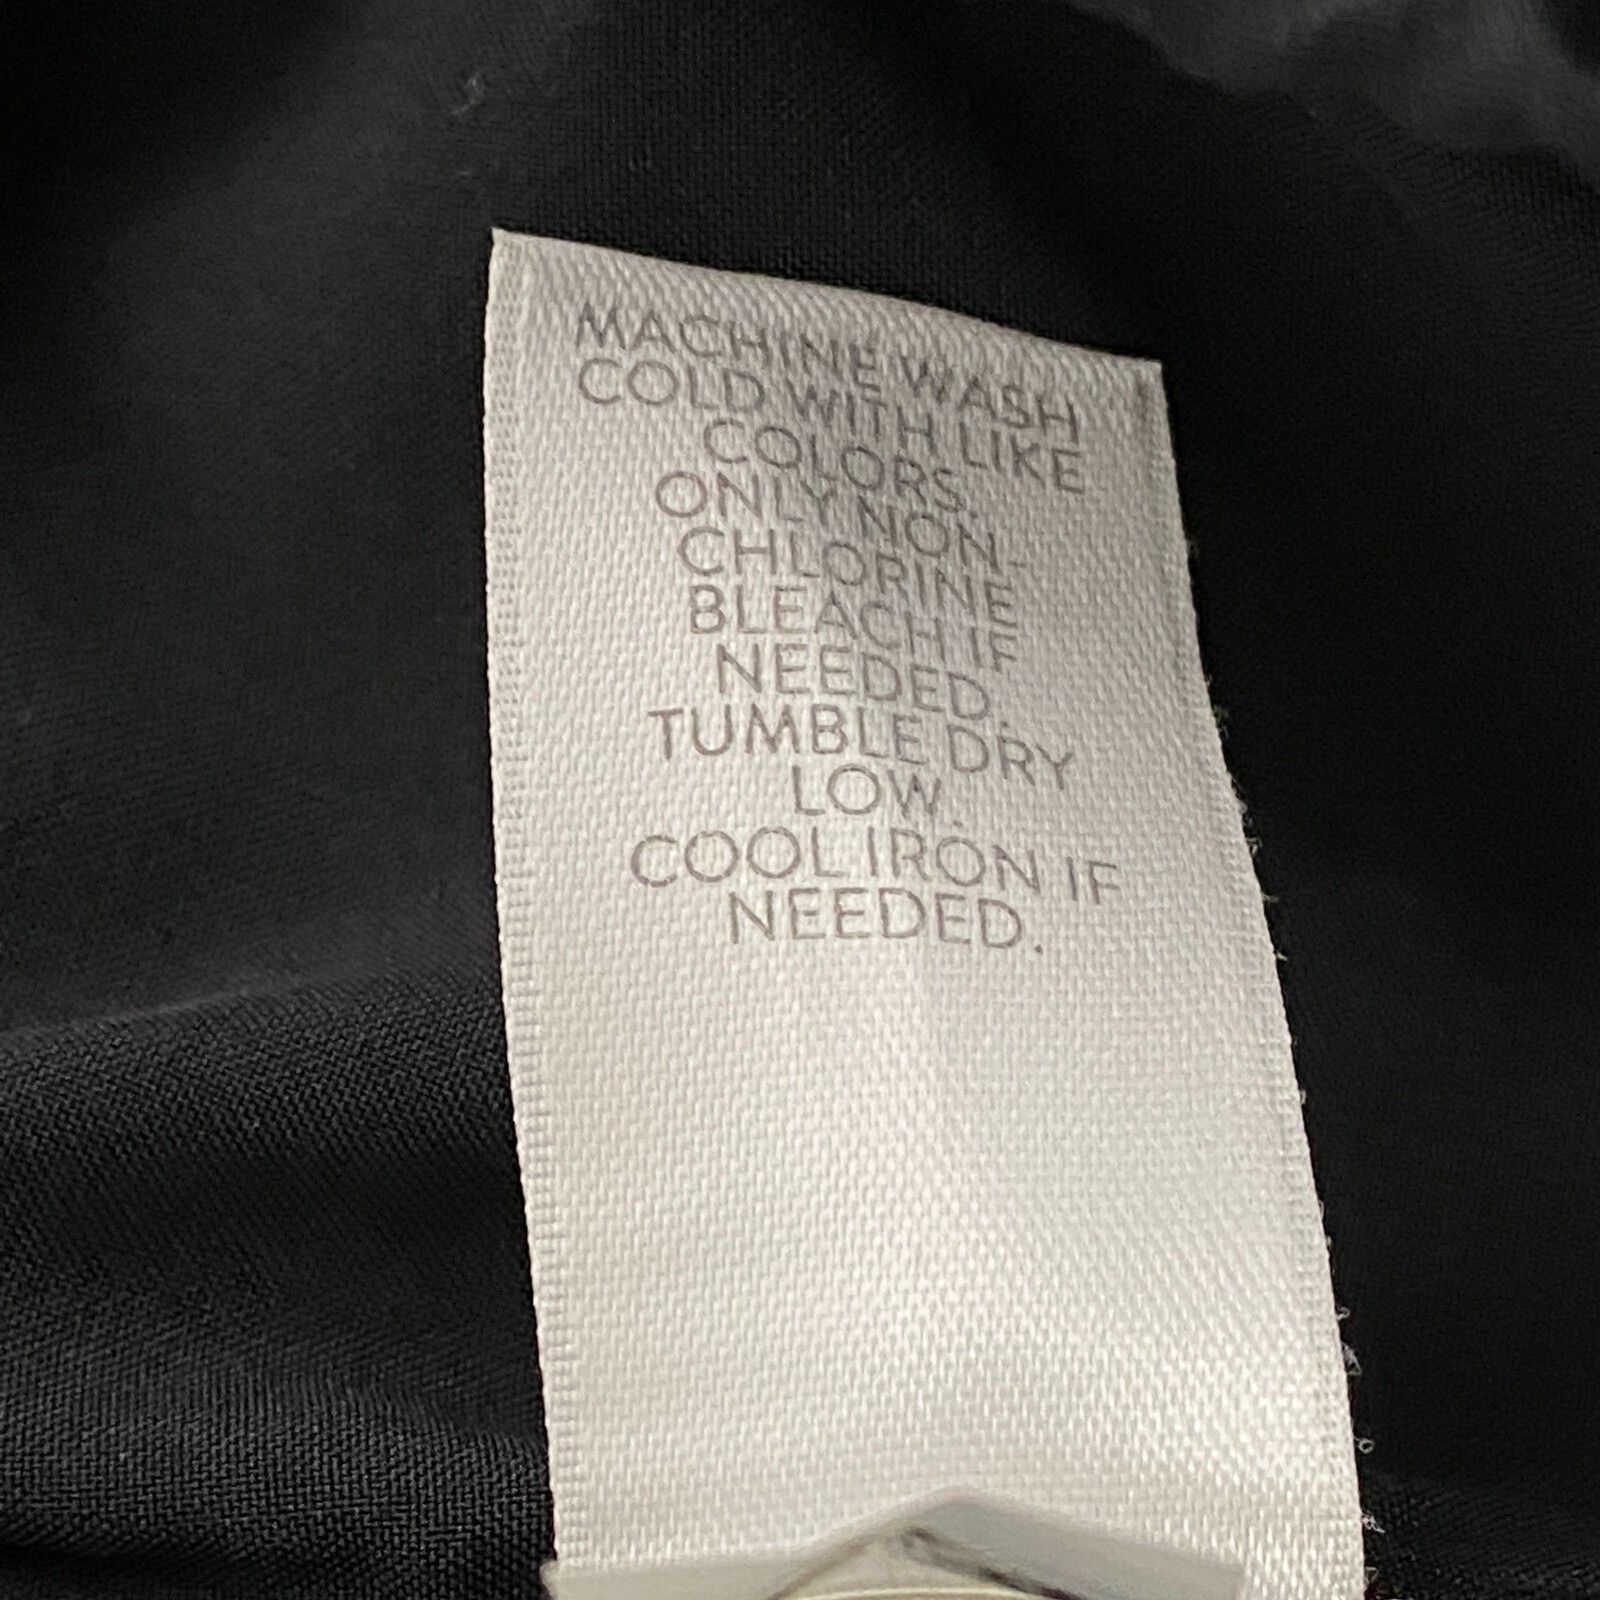 MACHINE WASH
COLD WITH LIKE
COLORS.
ONLY NON-
CHLORINE
BLEACH IF
NEEDED.
TUMBLE DRY
LOW.
COOL IRON IF
NEEDED.